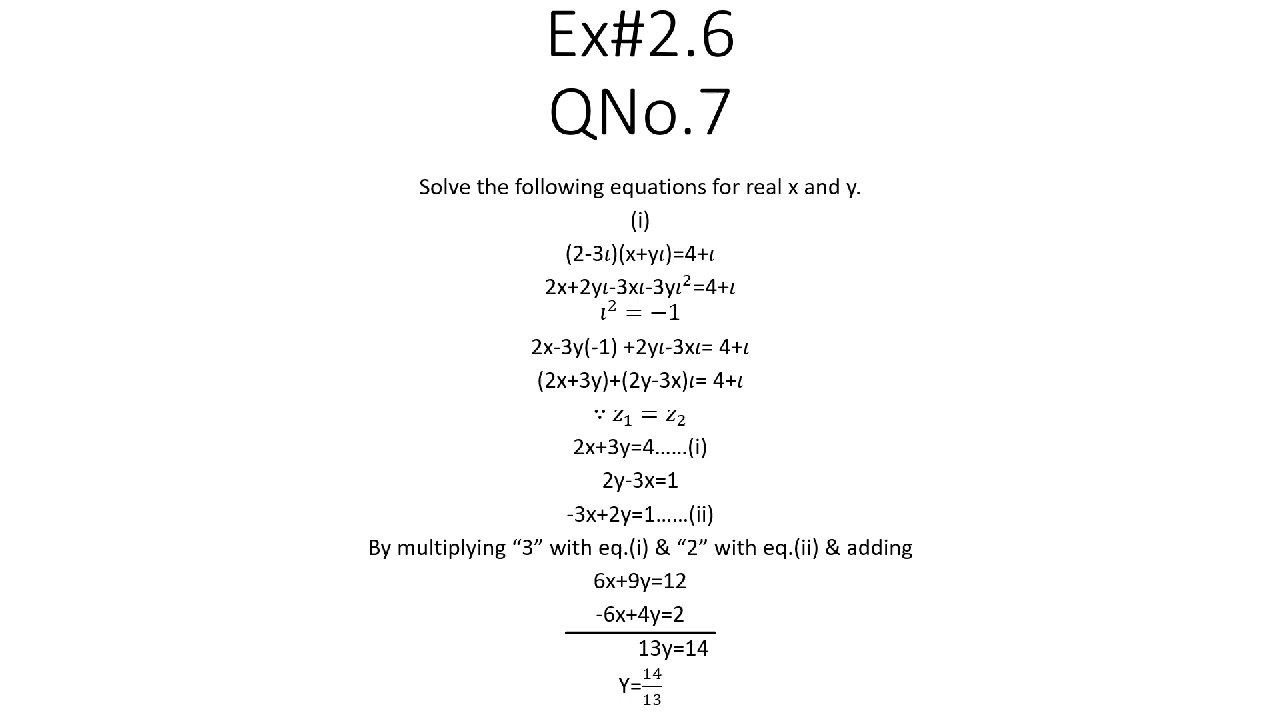 Ex#2.6
QNo.7
Solve the following equations for real x and y.
(i)
(2-3𝜄)(x+y𝜄)=4+𝜄
2x+2y𝜄-3x𝜄-3y𝜄²=4+𝜄
𝜄² = −1
2x-3y(-1) +2y𝜄-3x𝜄= 4+𝜄
(2x+3y)+(2y-3x)𝜄= 4+𝜄
∵ z₁ = z₂
2x+3y=4......(i)
2y-3x=1
-3x+2y=1......(ii)
By multiplying “3” with eq.(i) & “2” with eq.(ii) & adding
6x+9y=12
-6x+4y=2
13y=14
Y=14/13